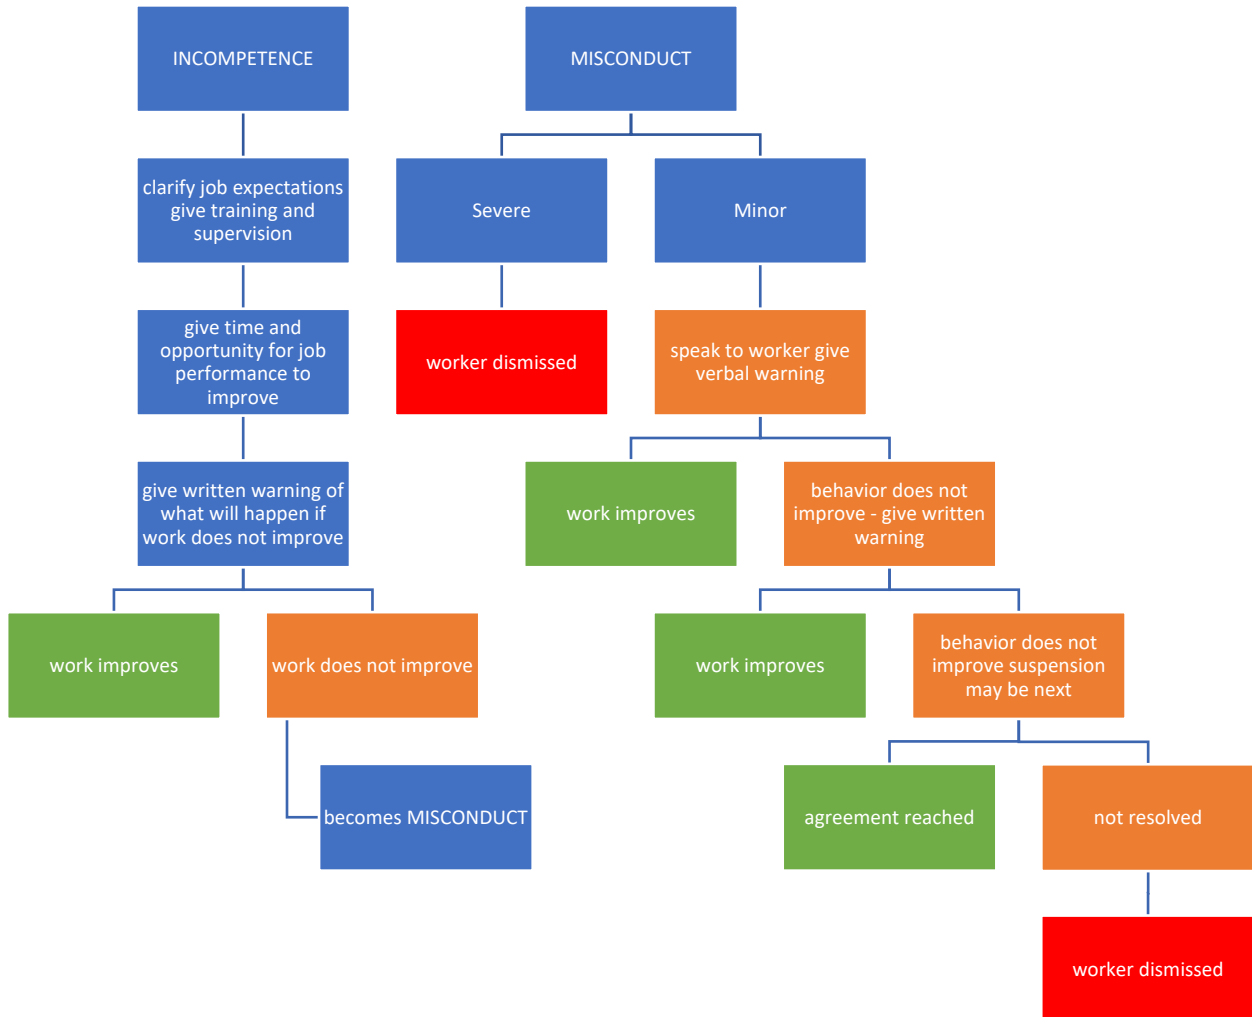 INCOMPETENCE
MISCONDUCT
clarify job expectations
give training and
supervision
Severe
Minor
give time and
opportunity for job
performance to
improve
worker dismissed
speak to worker give
verbal warning
give written warning of
what will happen if
work does not improve
work improves
behavior does not
improve - give written
warning
work improves
work does not improve
work improves
behavior does not
improve suspension
may be next
becomes MISCONDUCT
agreement reached
not resolved
worker dismissed